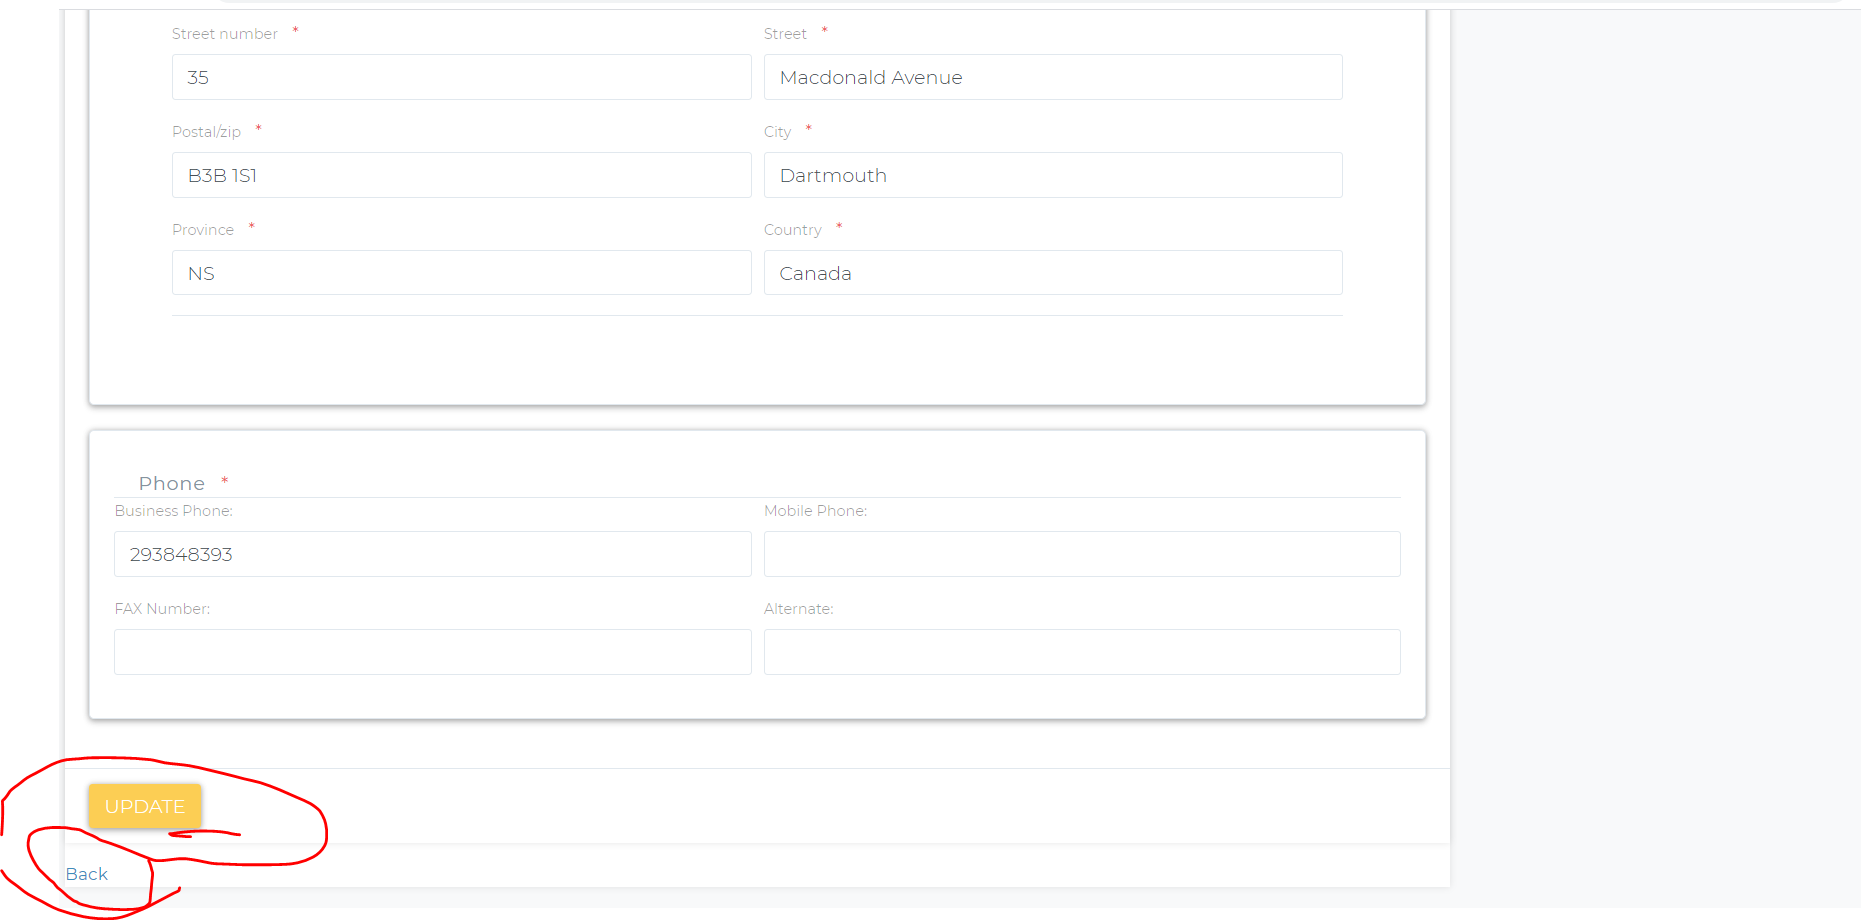 Street number * Street *
35 Macdonald Avenue
Postal/zip * City *
B3B 1S1 Dartmouth
Province * Country *
NS Canada
Phone *
Business Phone: Mobile Phone:
293848393
FAX Number: Alternate:
UPDATE
Back